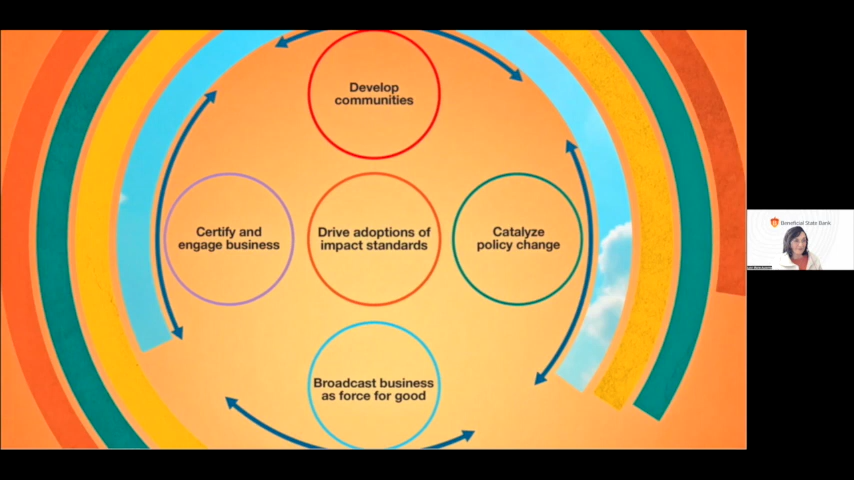 Develop
communities
Certify and
engage business
Drive adoptions of
impact standards
Catalyze
policy change
Broadcast business
as force for good
Beneficial State Bank